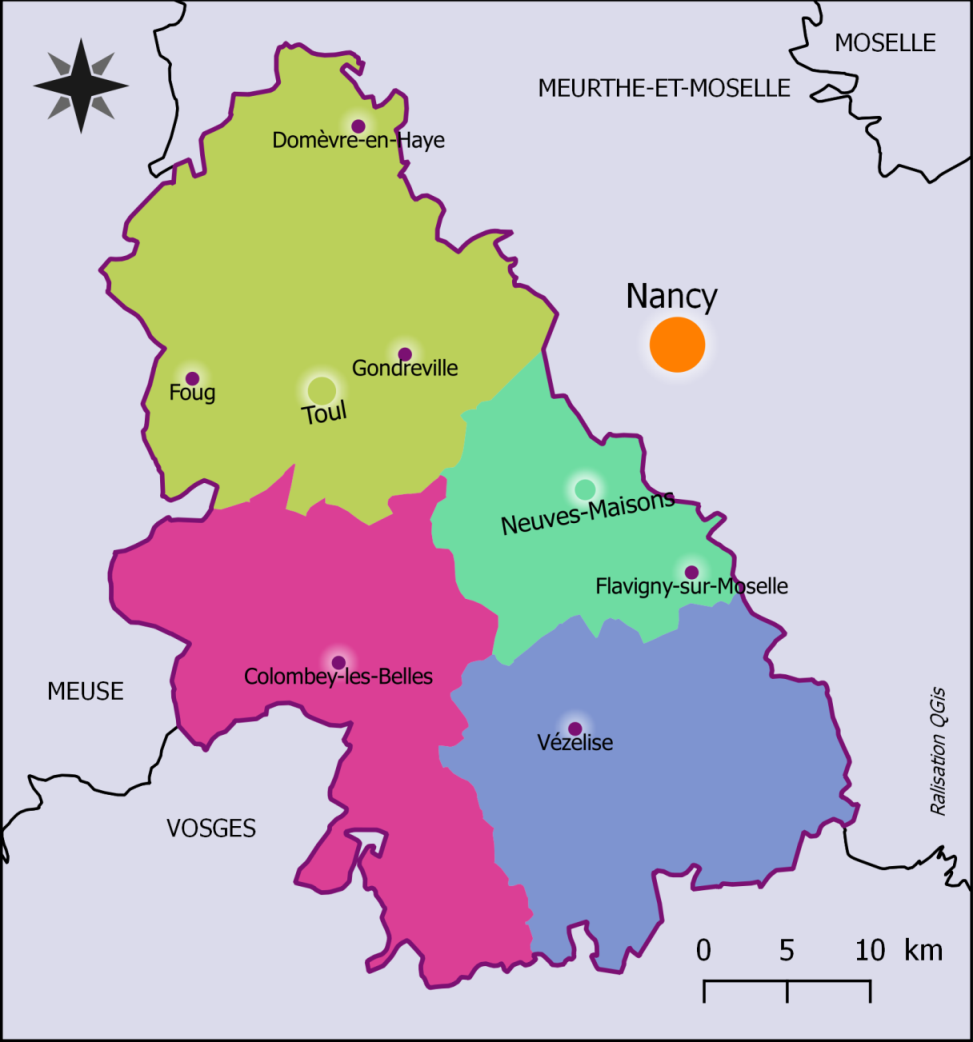 MOSELLE
MEURTHE-ET-MOSELLE
Domèvre-en-Haye
Nancy
Gondreville
Foug
Toul
Neuves-Maisons
Flavigny-sur-Moselle
Colombey-les-Belles
MEUSE
Vézelise
Ralisation QGis
VOSGES
0 5 10 km